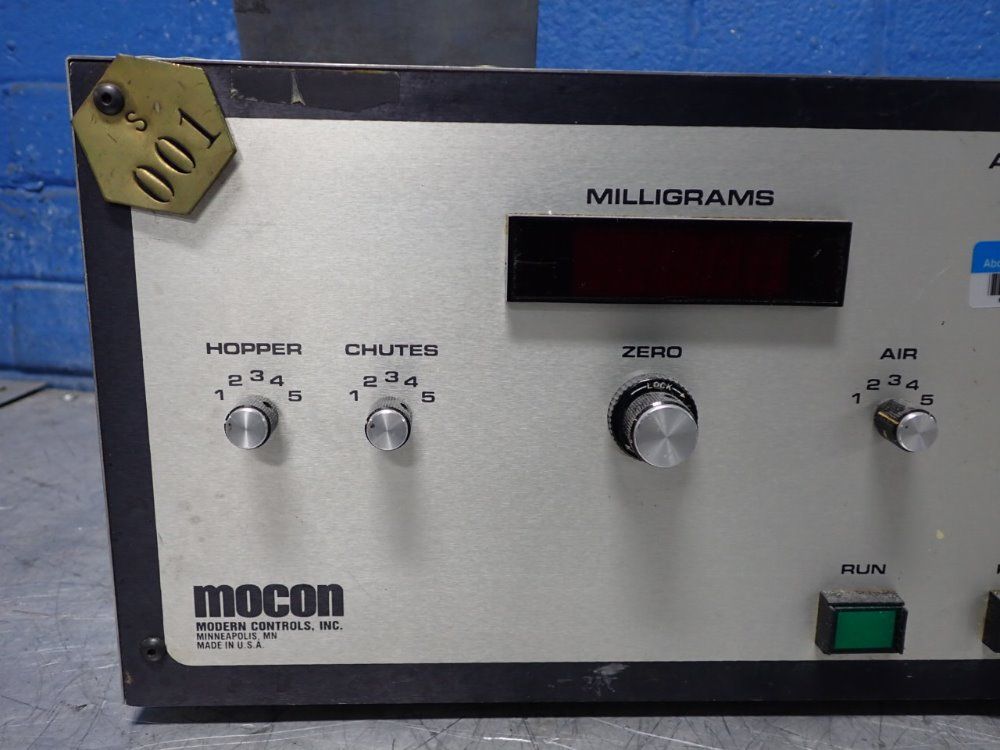 S
001
MILLIGRAMS
HOPPER
1 2 3 4 5
CHUTES
1 2 3 4 5
ZERO
LOCK
AIR
1 2 3 4 5
RUN
mocon
MODERN CONTROLS, INC.
MINNEAPOLIS, MN
MADE IN U.S.A.